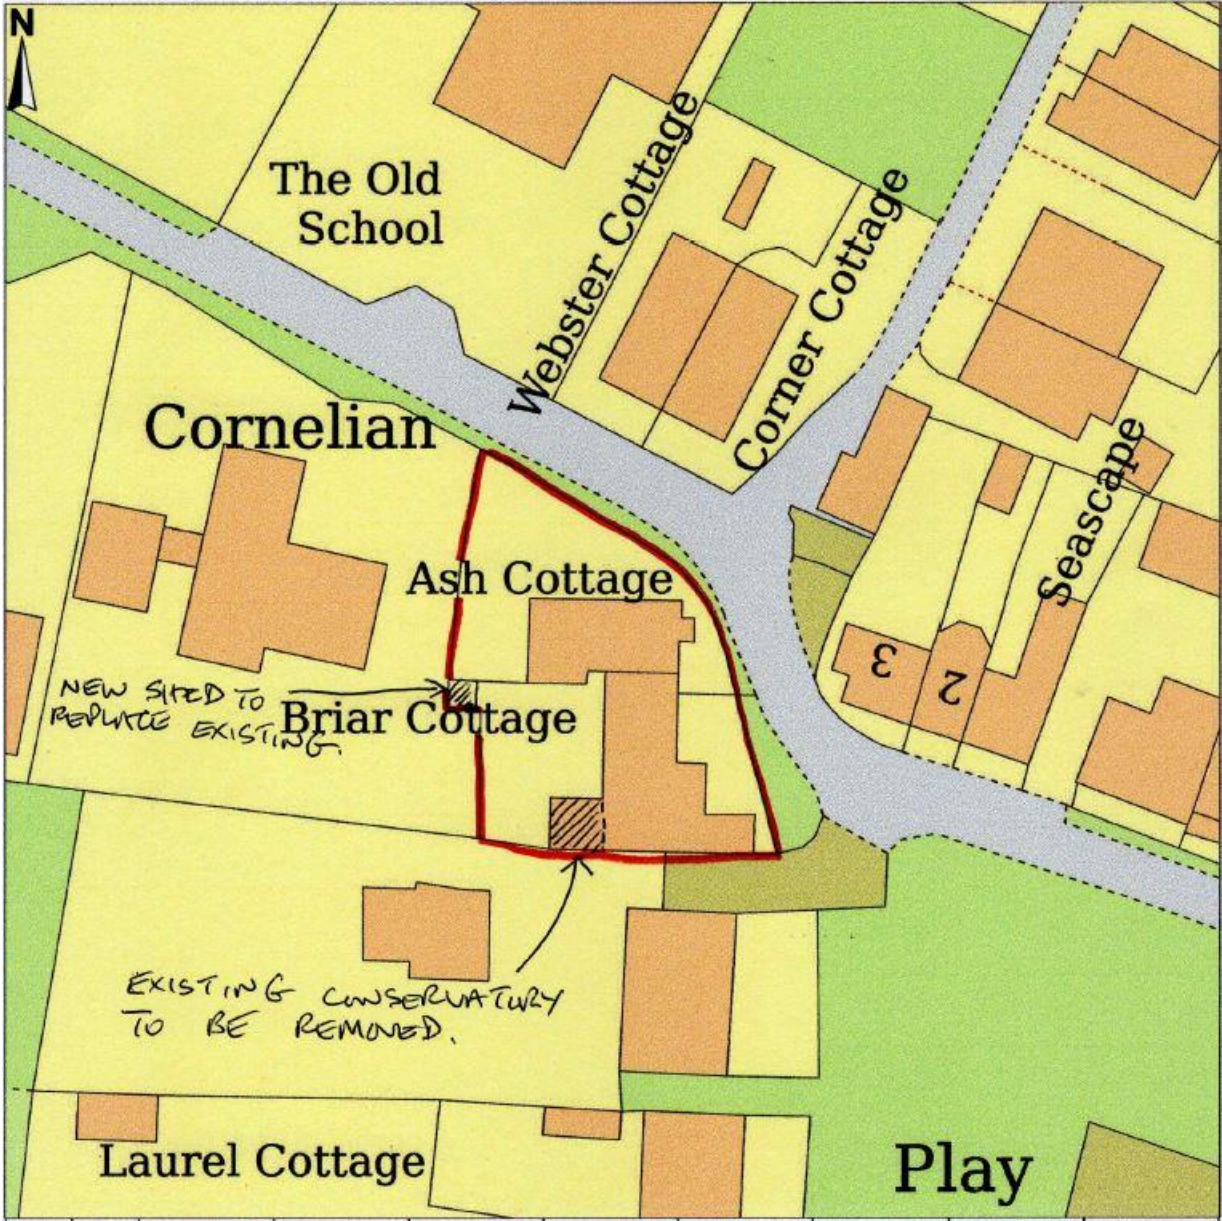 N
The Old
School
Webster Cottage
Corner Cottage
Cornelian
Seascape
Ash Cottage
3
2
NEW SHED TO
REPLACE EXISTING.
Briar Cottage
EXISTING CONSERVATORY
TO BE REMOVED.
Laurel Cottage
Play